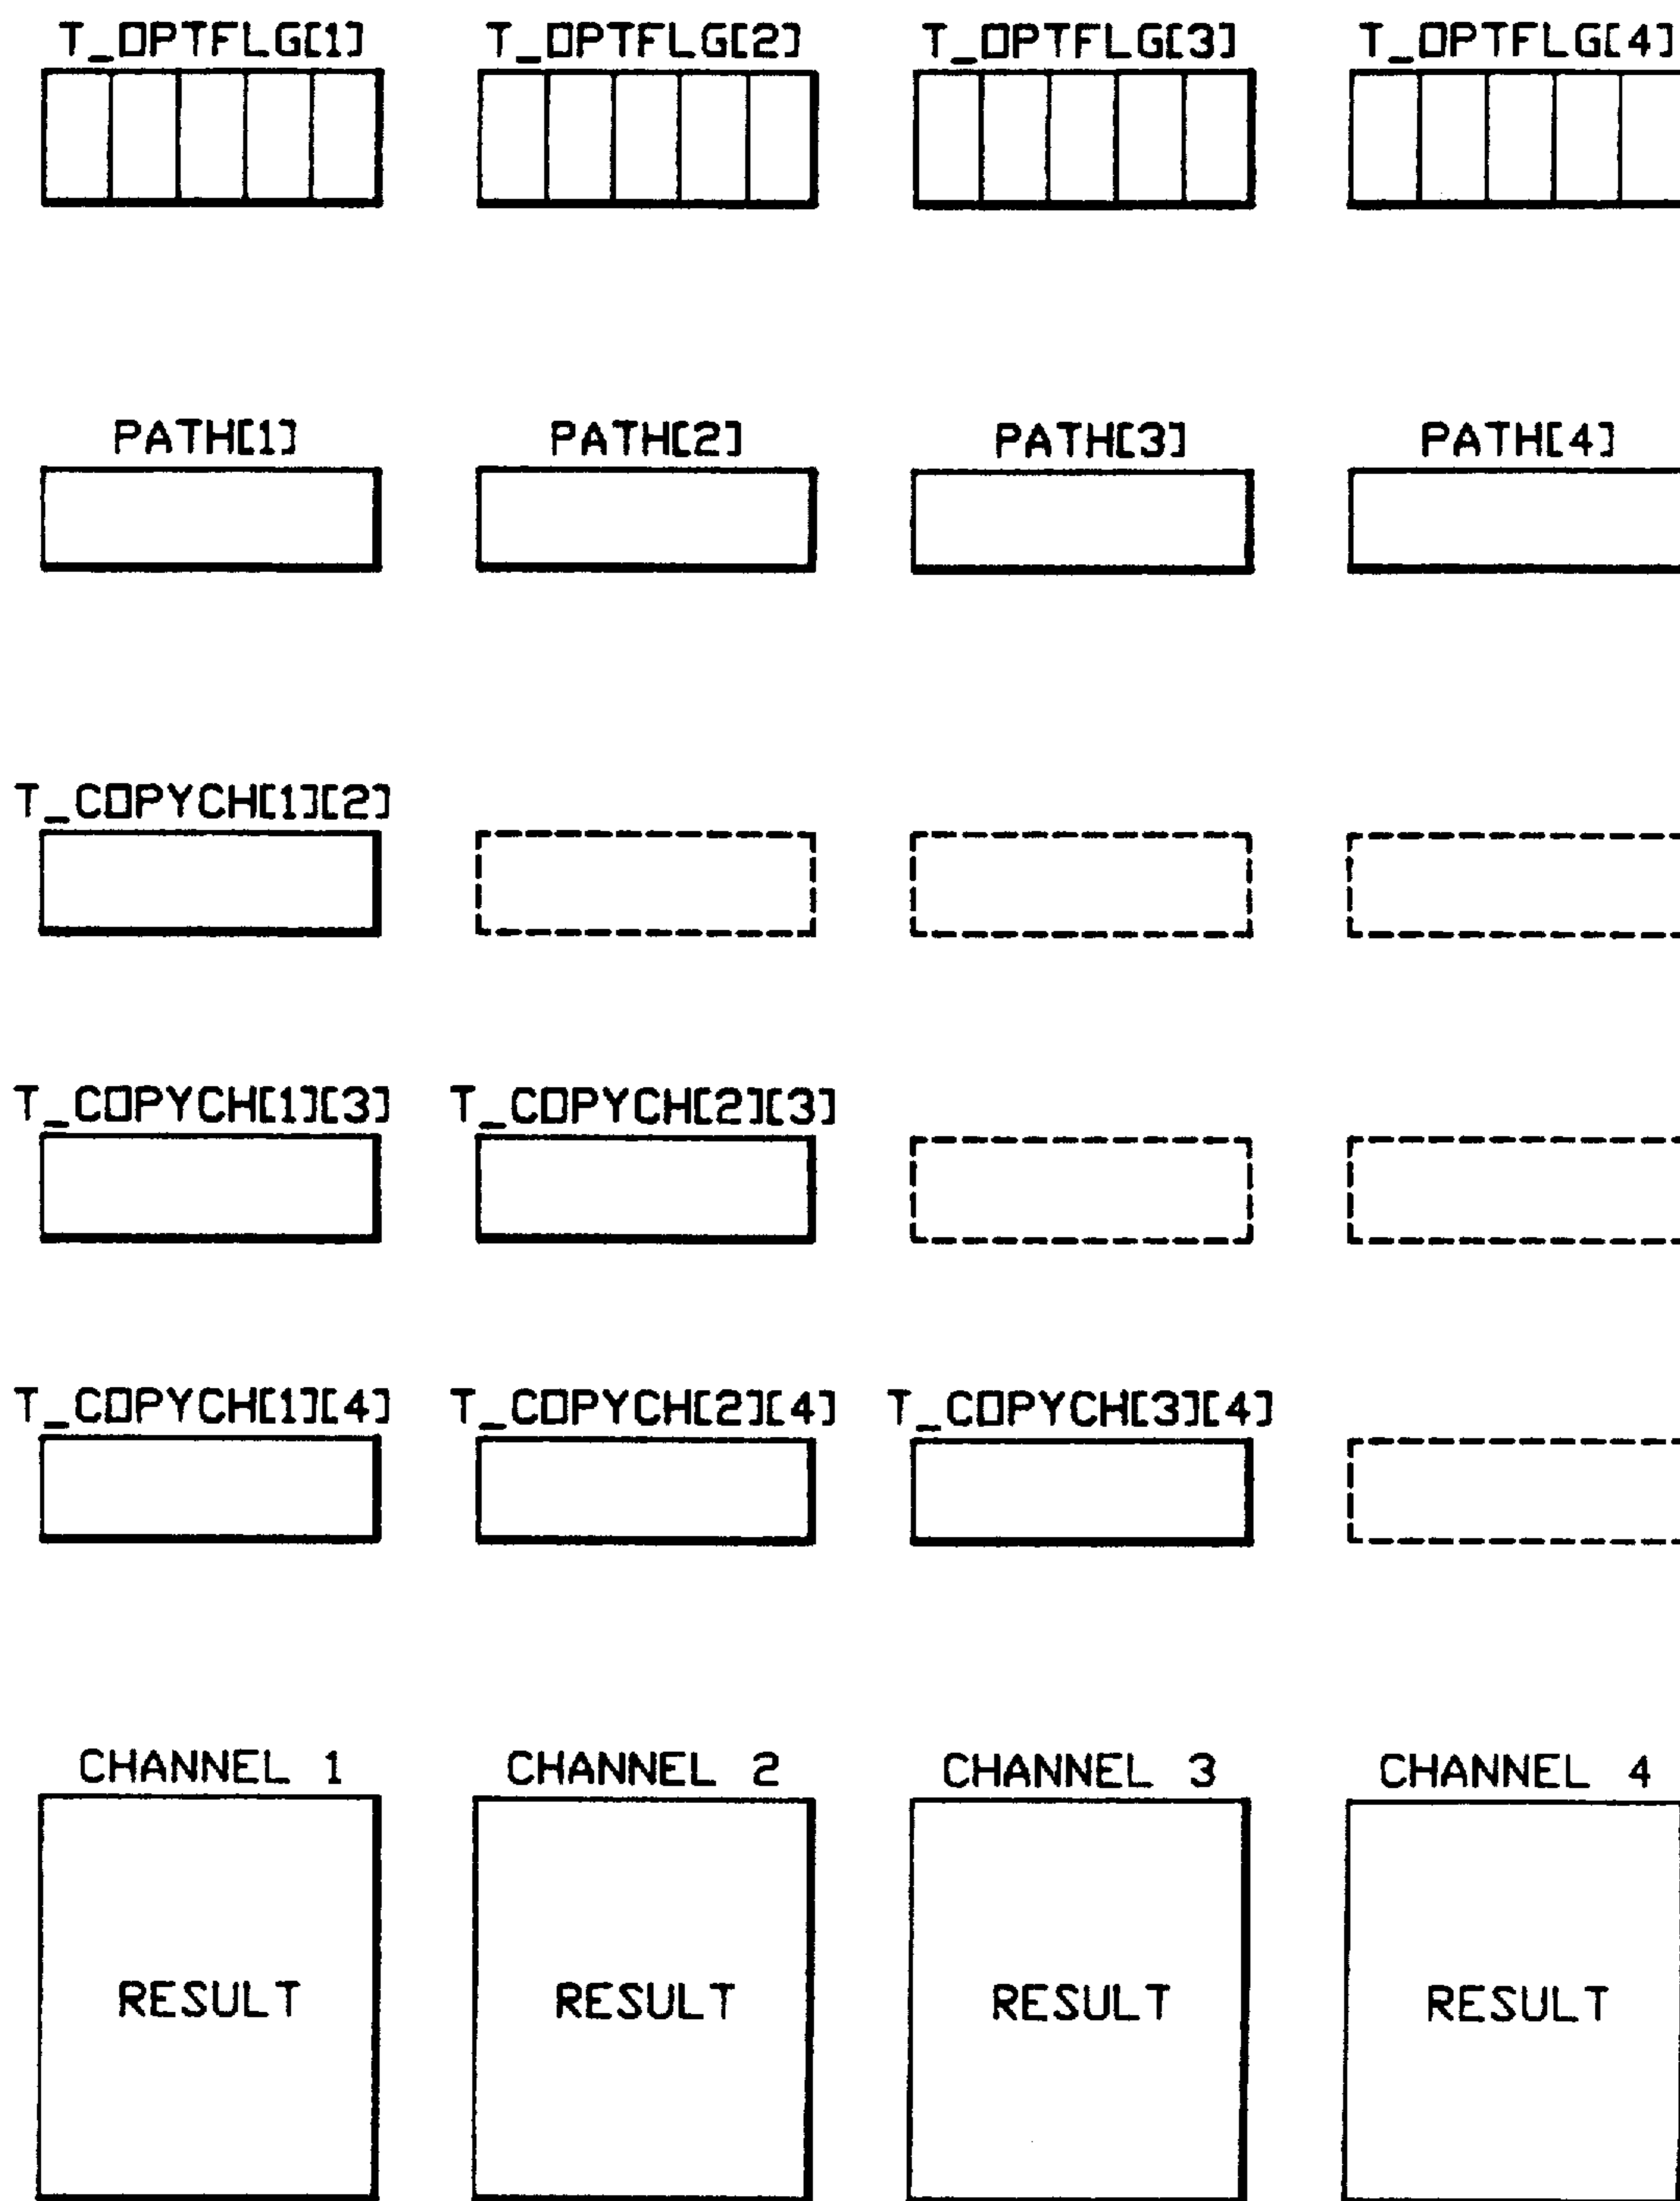 T_OPTFLG[1] T_OPTFLG[2] T_OPTFLG[3] T_OPTFLG[4]
PATH[1] PATH[2] PATH[3] PATH[4]
T_COPYCH[1][2]
T_COPYCH[1][3] T_COPYCH[2][3]
T_COPYCH[1][4] T_COPYCH[2][4] T_COPYCH[3][4]
CHANNEL 1 CHANNEL 2 CHANNEL 3 CHANNEL 4
RESULT RESULT RESULT RESULT